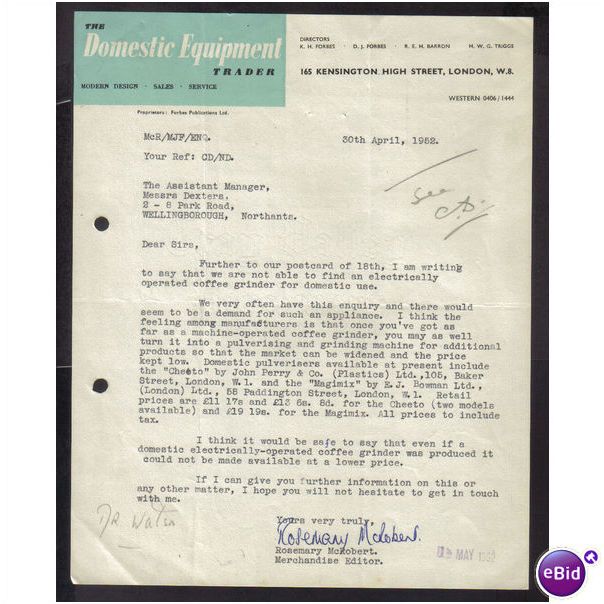 THE
Domestic Equipment
TRADER
MODERN DESIGN · SALES · SERVICE
DIRECTORS
K. H. FORBES · D. J. FORBES · R. E. H. BARRON · H. W. G. TRIGGS
165 KENSINGTON HIGH STREET, LONDON, W.8.
WESTERN 0406/1444
Proprietors: Forbes Publications Ltd.
McR/MJF/ENQ.
30th April, 1952.
Your Ref: CD/ND.
See
The Assistant Manager,
Messrs Dexters,
2 - 8 Park Road,
WELLINGBOROUGH, Northants.
Dear Sirs,
Further to our postcard of 18th, I am writing
to say that we are not able to find an electrically
operated coffee grinder for domestic use.
We very often have this enquiry and there would
seem to be a demand for such an appliance. I think the
feeling among manufacturers is that once you've got as
far as a machine-operated coffee grinder, you may as well
turn it into a pulverising and grinding machine for additional
products so that the market can be widened and the price
kept low. Domestic pulverisers available at present include
the "Cheeto" by John Perry & Co. (Plastics) Ltd.,105, Baker
Street, London, W.1. and the "Magimix" by E.J. Bowman Ltd.,
(London) Ltd., 58 Paddington Street, London, W.1. Retail
prices are £11 17s and £13 6s. 8d. for the Cheeto (two models
available) and £19 19s. for the Magimix. All prices to include
tax.
I think it would be safe to say that even if a
domestic electrically-operated coffee grinder was produced it
could not be made available at a lower price.
If I can give you further information on this or
any other matter, I hope you will not hesitate to get in touch
with me.
Yours very truly,
Rosemary McRobert.
Rosemary McRobert.
Merchandise Editor.
MAY 1952
eBid